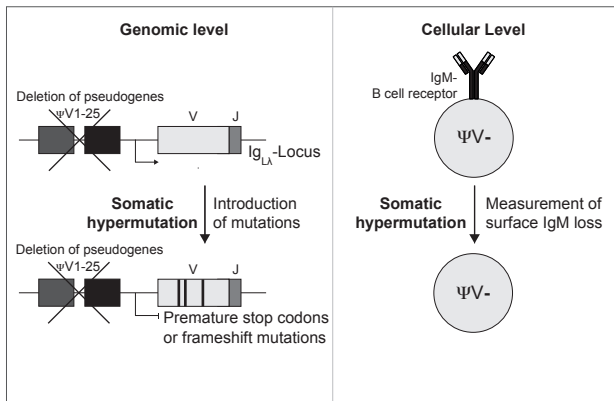 Genomic level
Deletion of pseudogenes
ΨV1-25
V
J
Ig_Lλ-Locus
Somatic
hypermutation
Introduction
of mutations
Deletion of pseudogenes
ΨV1-25
V
J
Premature stop codons
or frameshift mutations
Cellular Level
IgM-
B cell receptor
ΨV-
Somatic
hypermutation
Measurement of
surface IgM loss
ΨV-